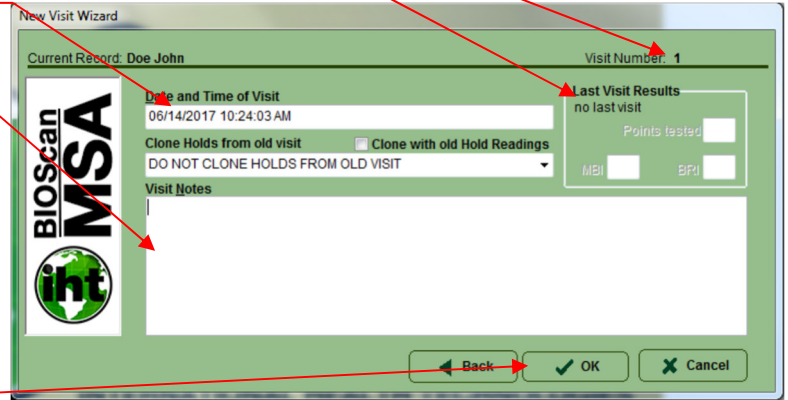 New Visit Wizard
Current Record: Doe John
Visit Number: 1
BIOScan
MSA
iht
Date and Time of Visit
06/14/2017 10:24:03 AM
Clone Holds from old visit
Clone with old Hold Readings
DO NOT CLONE HOLDS FROM OLD VISIT
Last Visit Results
no last visit
Points tested
MBI
BRI
Visit Notes
Back
OK
Cancel